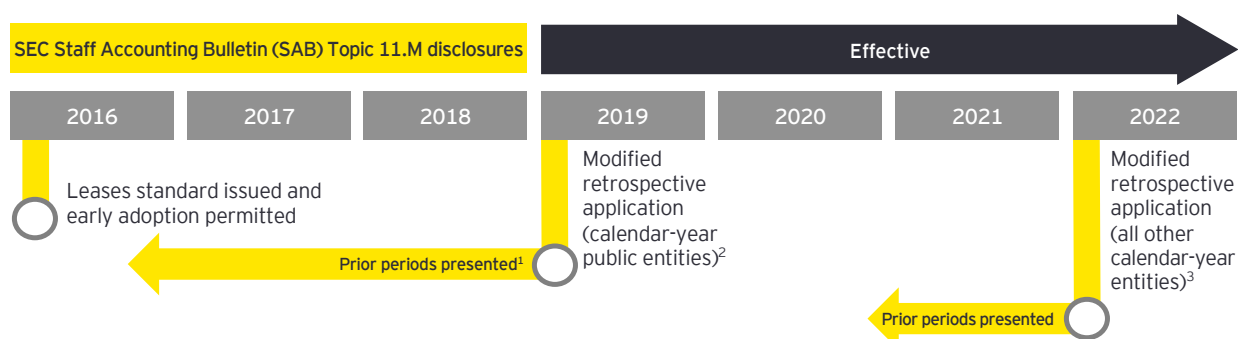 SEC Staff Accounting Bulletin (SAB) Topic 11.M disclosures
Effective
2016
2017
2018
2019
2020
2021
2022
Leases standard issued and
early adoption permitted
Modified
retrospective
application
(calendar-year
public entities)²
Modified
retrospective
application
(all other
calendar-year
entities)³
Prior periods presented¹
Prior periods presented